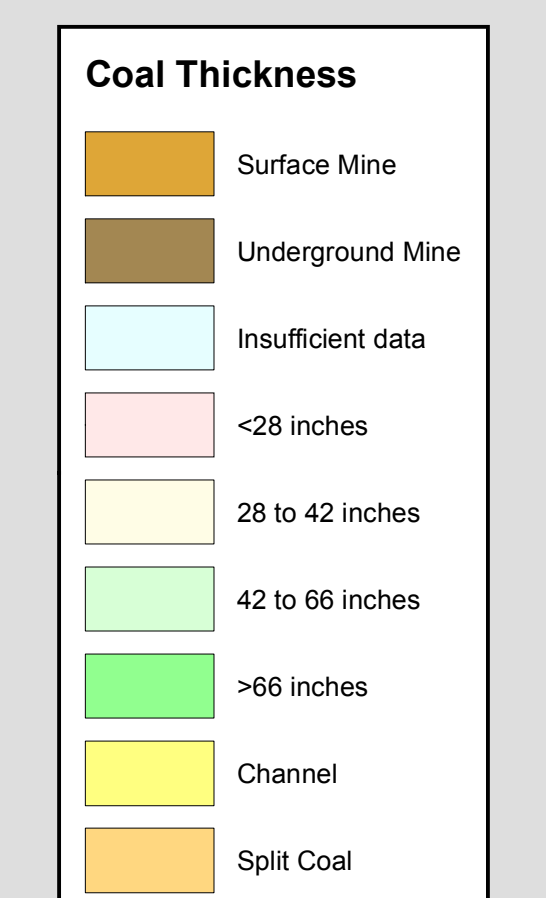 Coal Thickness
Surface Mine
Underground Mine
Insufficient data
<28 inches
28 to 42 inches
42 to 66 inches
>66 inches
Channel
Split Coal